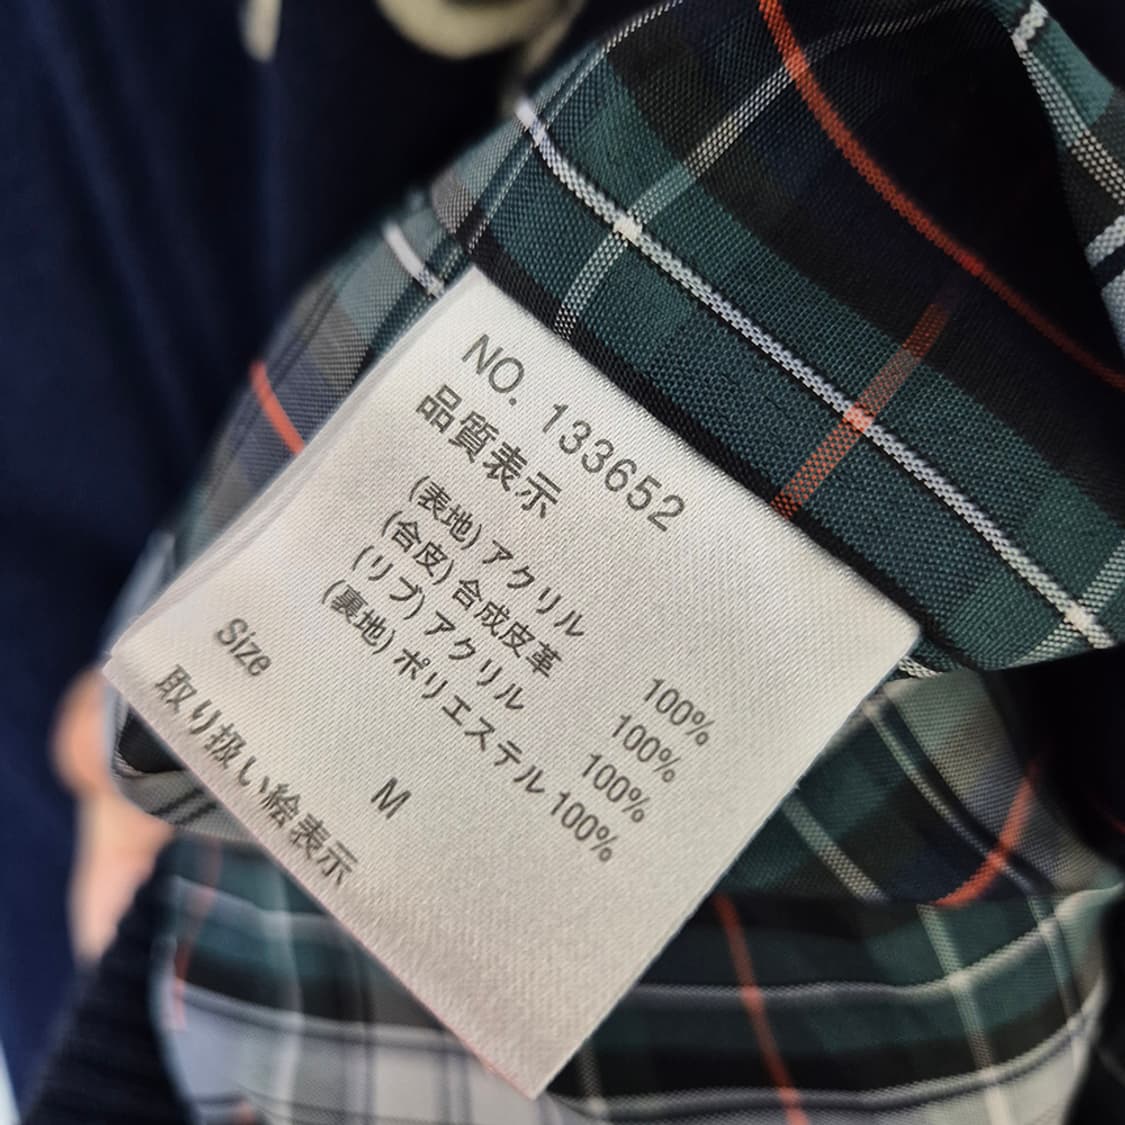 NO. 133652
品質表示
(表地) アクリル 100%
(合皮) 合成皮革 100%
(リブ) アクリル 100%
(裏地) ポリエステル 100%
Size M
取り扱い絵表示